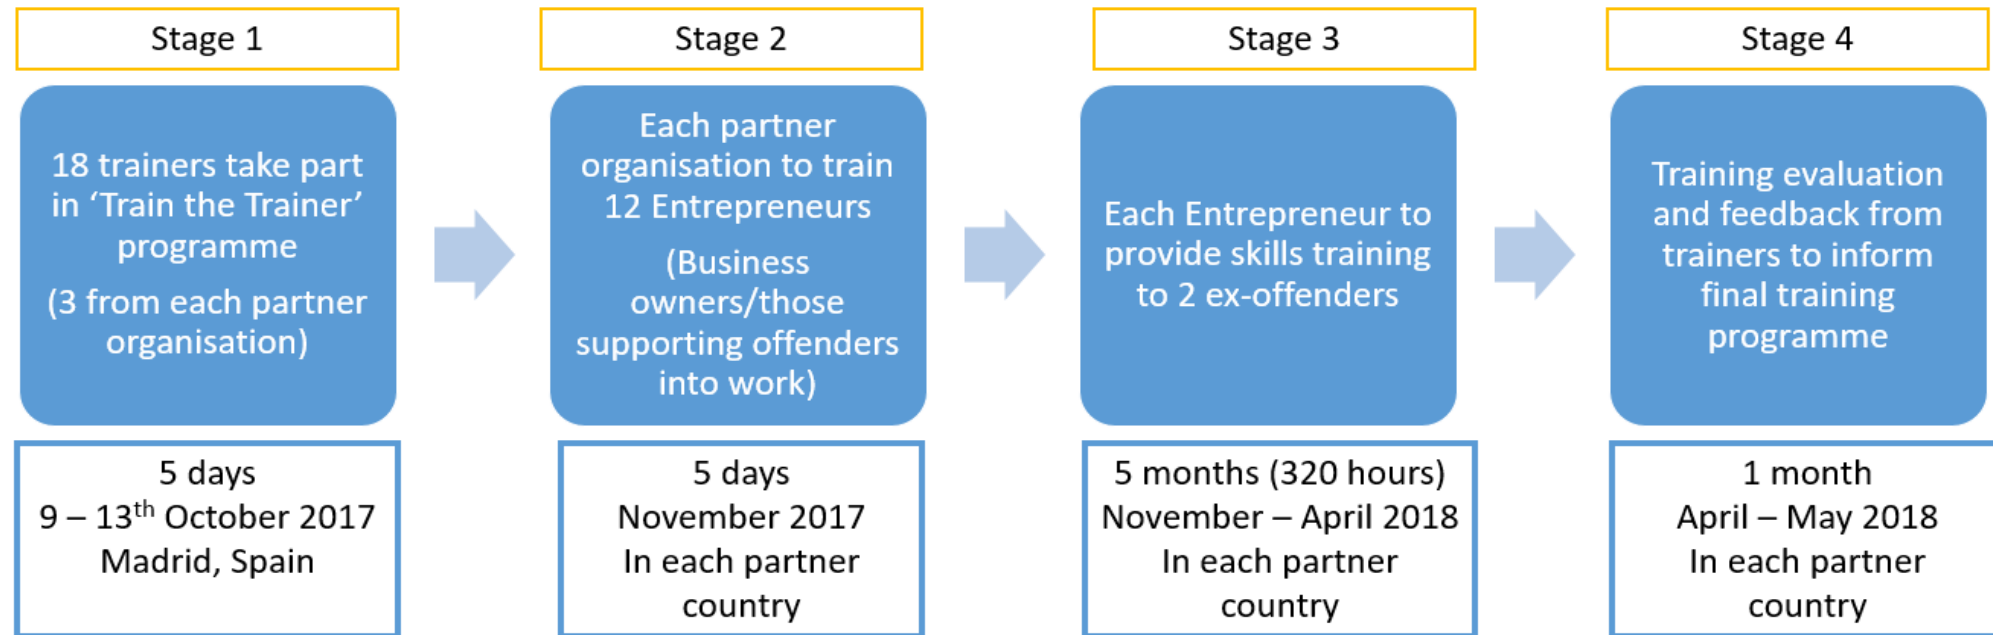 Stage 1
18 trainers take part
in ‘Train the Trainer’
programme
(3 from each partner
organisation)
5 days
9 – 13th October 2017
Madrid, Spain
Stage 2
Each partner
organisation to train
12 Entrepreneurs
(Business
owners/those
supporting offenders
into work)
5 days
November 2017
In each partner
country
Stage 3
Each Entrepreneur to
provide skills training
to 2 ex-offenders
5 months (320 hours)
November – April 2018
In each partner
country
Stage 4
Training evaluation
and feedback from
trainers to inform
final training
programme
1 month
April – May 2018
In each partner
country